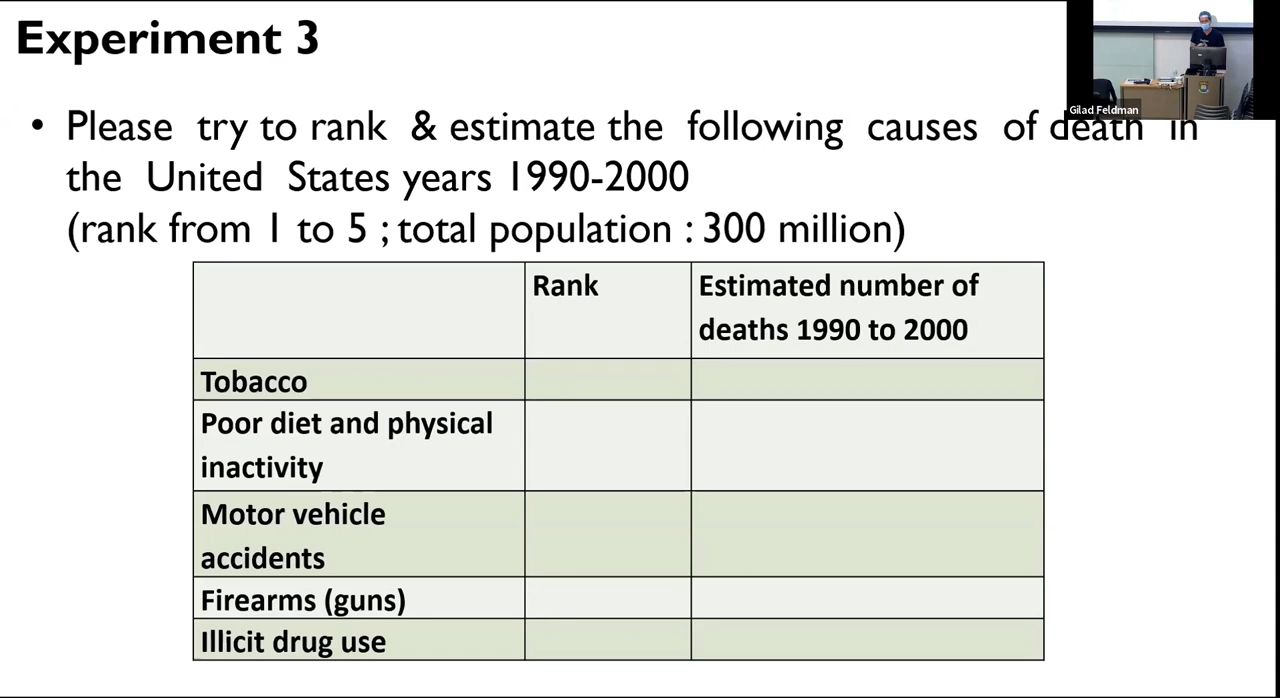 Experiment 3
Gilad Feldman
• Please try to rank & estimate the following causes of death in
the United States years 1990-2000
(rank from 1 to 5 ; total population : 300 million)
Rank
Estimated number of
deaths 1990 to 2000
Tobacco
Poor diet and physical
inactivity
Motor vehicle
accidents
Firearms (guns)
Illicit drug use